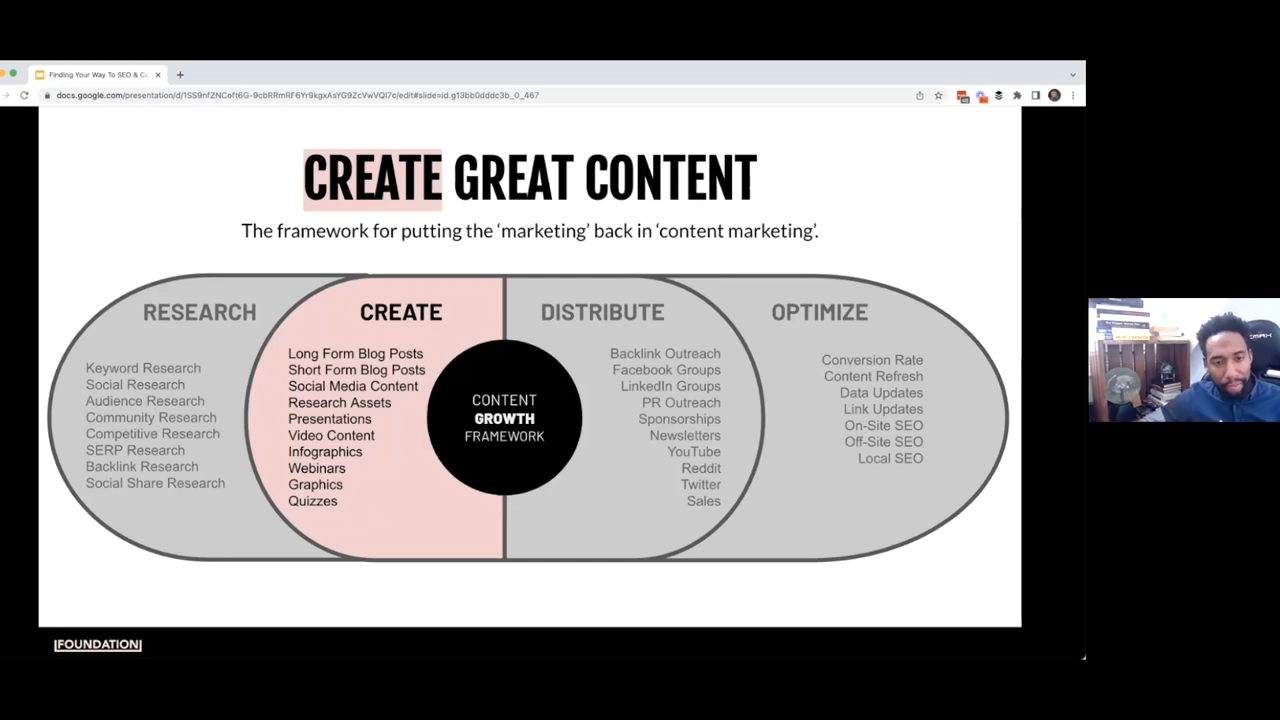 Finding Your Way To SEO & Co
docs.google.com/presentation/d/1SS9nfZNCoft6G-9cbRRmRF6Yr9kgxAsYG9ZcVwVQI7c/edit#slide=id.g13bb0dddc3b_0_467
CREATE GREAT CONTENT
The framework for putting the ‘marketing’ back in ‘content marketing’.
RESEARCH
Keyword Research
Social Research
Audience Research
Community Research
Competitive Research
SERP Research
Backlink Research
Social Share Research
CREATE
Long Form Blog Posts
Short Form Blog Posts
Social Media Content
Research Assets
Presentations
Video Content
Infographics
Webinars
Graphics
Quizzes
CONTENT
GROWTH
FRAMEWORK
DISTRIBUTE
Backlink Outreach
Facebook Groups
LinkedIn Groups
PR Outreach
Sponsorships
Newsletters
YouTube
Reddit
Twitter
Sales
OPTIMIZE
Conversion Rate
Content Refresh
Data Updates
Link Updates
On-Site SEO
Off-Site SEO
Local SEO
|FOUNDATION|